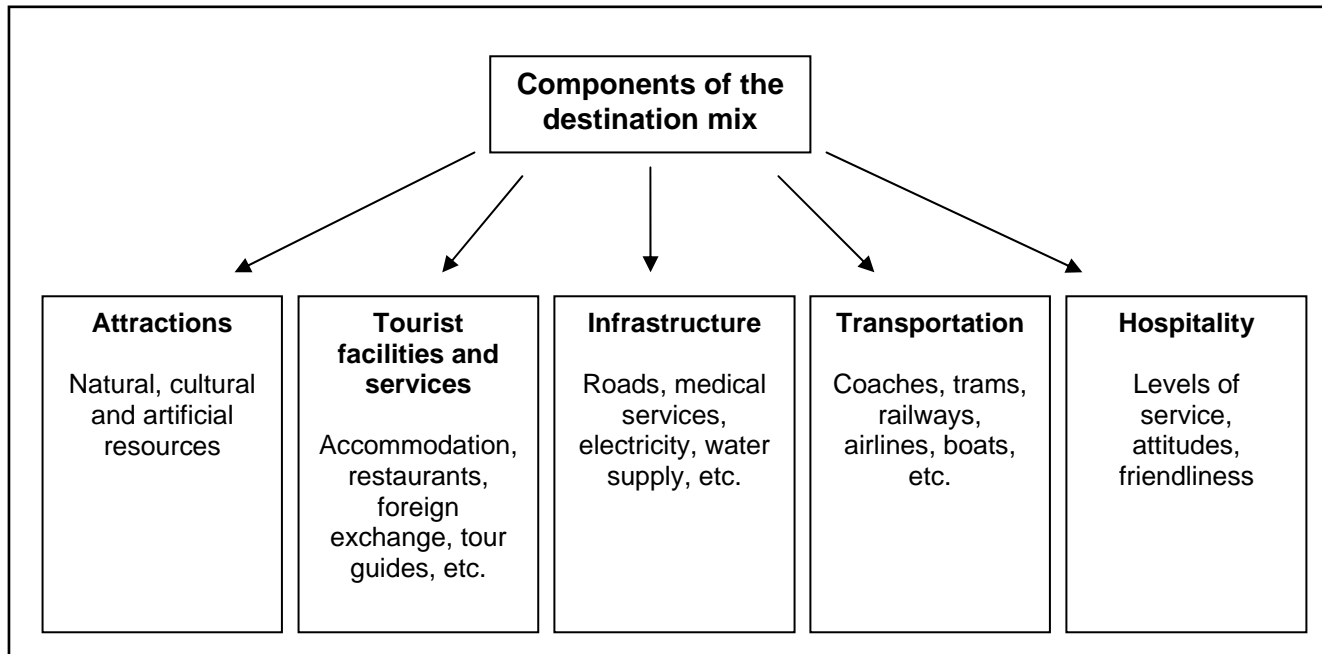 Components of the
destination mix
Attractions
Natural, cultural
and artificial
resources
Tourist
facilities and
services
Accommodation,
restaurants,
foreign
exchange, tour
guides, etc.
Infrastructure
Roads, medical
services,
electricity, water
supply, etc.
Transportation
Coaches, trams,
railways,
airlines, boats,
etc.
Hospitality
Levels of
service,
attitudes,
friendliness